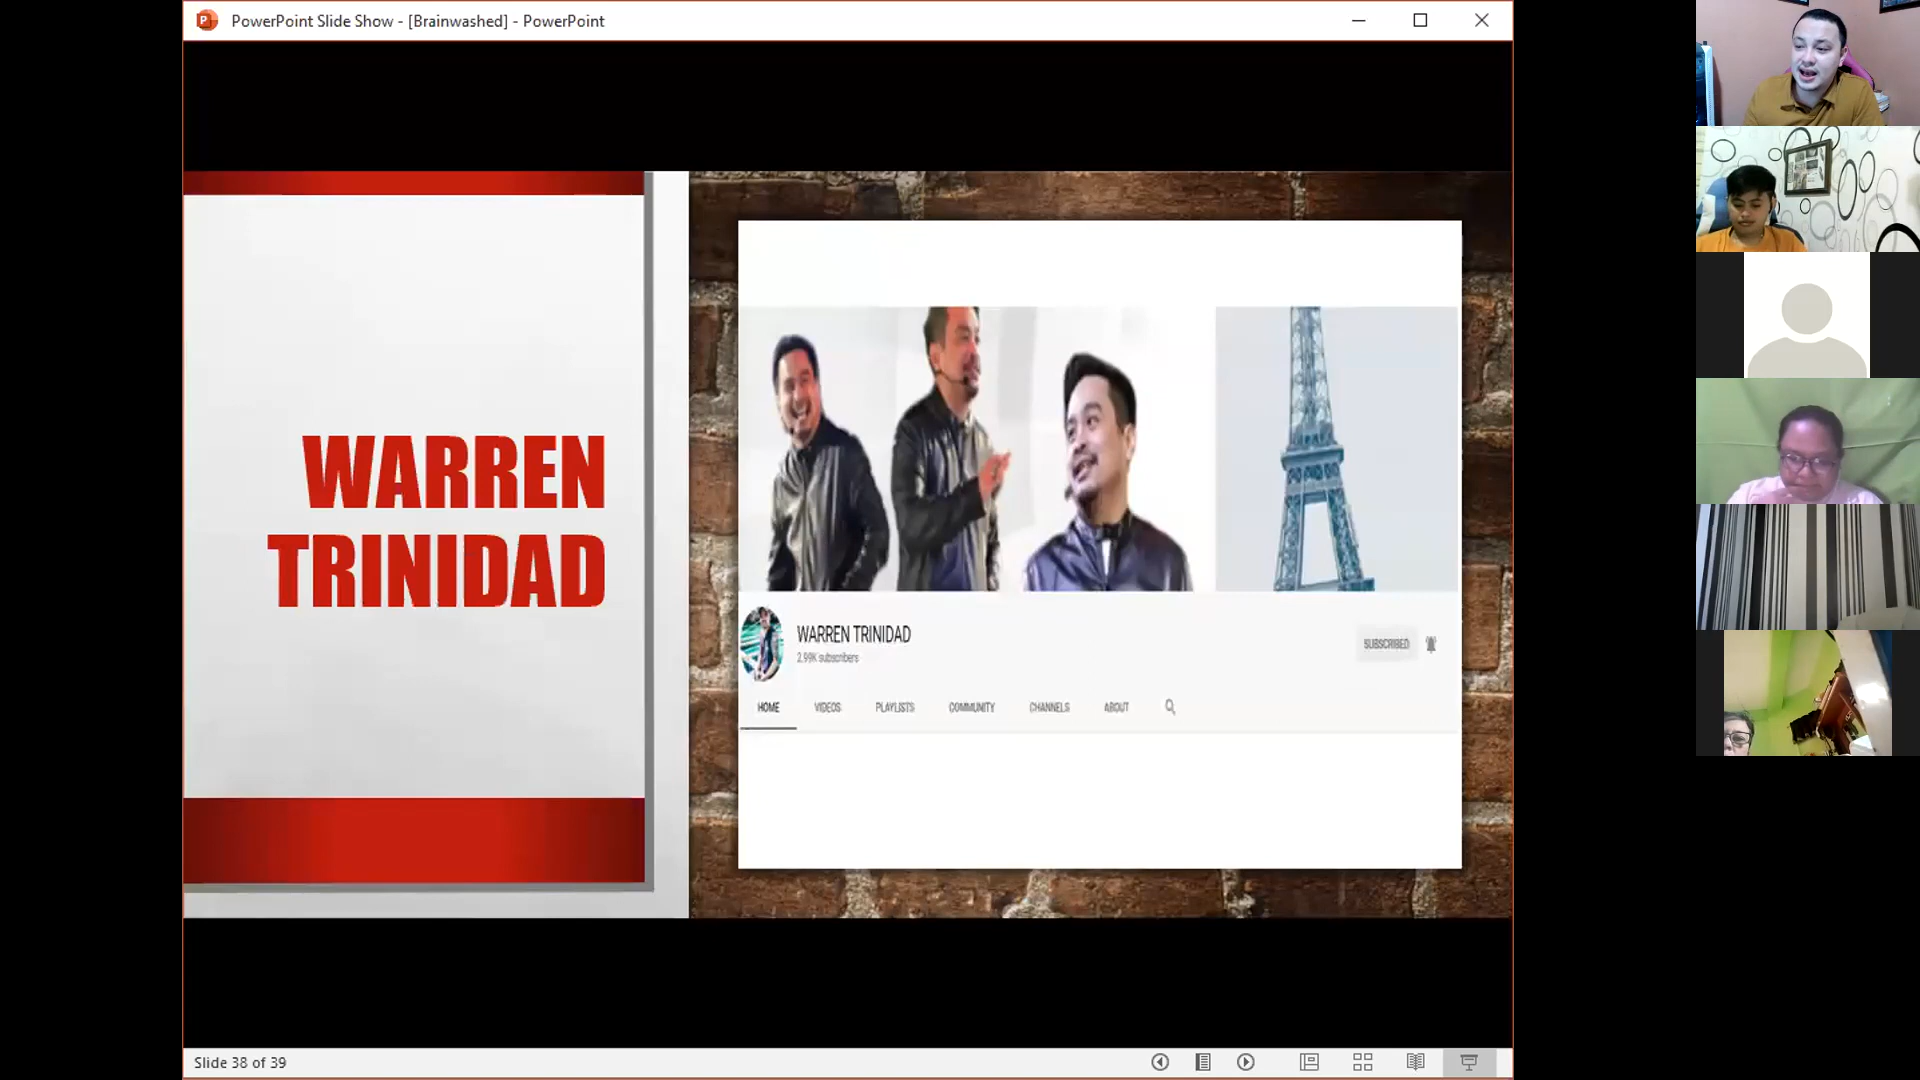 PowerPoint Slide Show - [Brainwashed] - PowerPoint
WARREN
TRINIDAD
WARREN TRINIDAD
2.99K subscribers
SUBSCRIBED
HOME VIDEOS PLAYLISTS COMMUNITY CHANNELS ABOUT
Slide 38 of 39